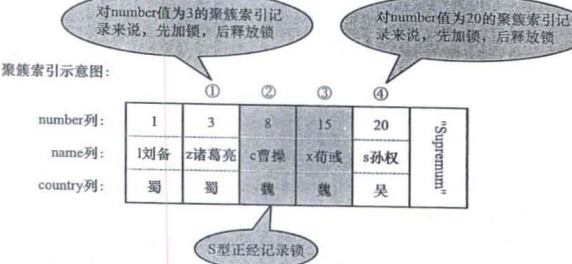 对number值为3的聚簇索引记
录来说，先加锁，后释放锁
对number值为20的聚簇索引记
录来说，先加锁，后释放锁
聚簇索引示意图：
① ② ③ ④
number列： 1 3 8 15 20 "Supremum"
name列： l刘备 z诸葛亮 c曹操 x荀彧 s孙权
country列： 蜀 蜀 魏 魏 吴
S型正经记录锁